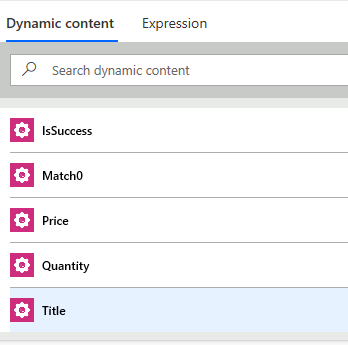 Dynamic content Expression
Search dynamic content
IsSuccess
Match0
Price
Quantity
Title